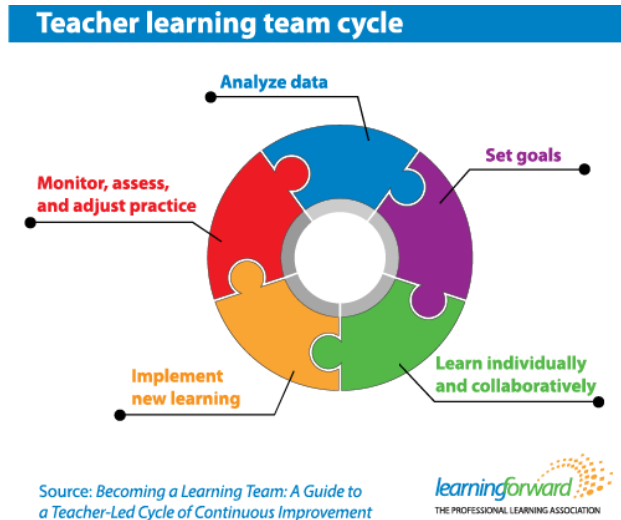 Teacher learning team cycle
Analyze data
Set goals
Monitor, assess,
and adjust practice
Learn individually
and collaboratively
Implement
new learning
Source: Becoming a Learning Team: A Guide to
a Teacher-Led Cycle of Continuous Improvement
learningforward
THE PROFESSIONAL LEARNING ASSOCIATION